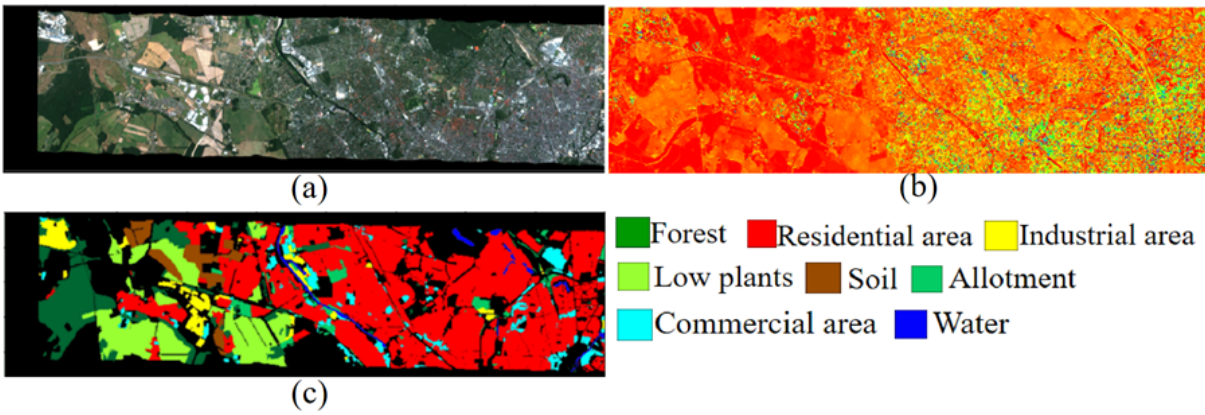 (a)
(b)
(c)
Forest Residential area Industrial area
Low plants Soil Allotment
Commercial area Water